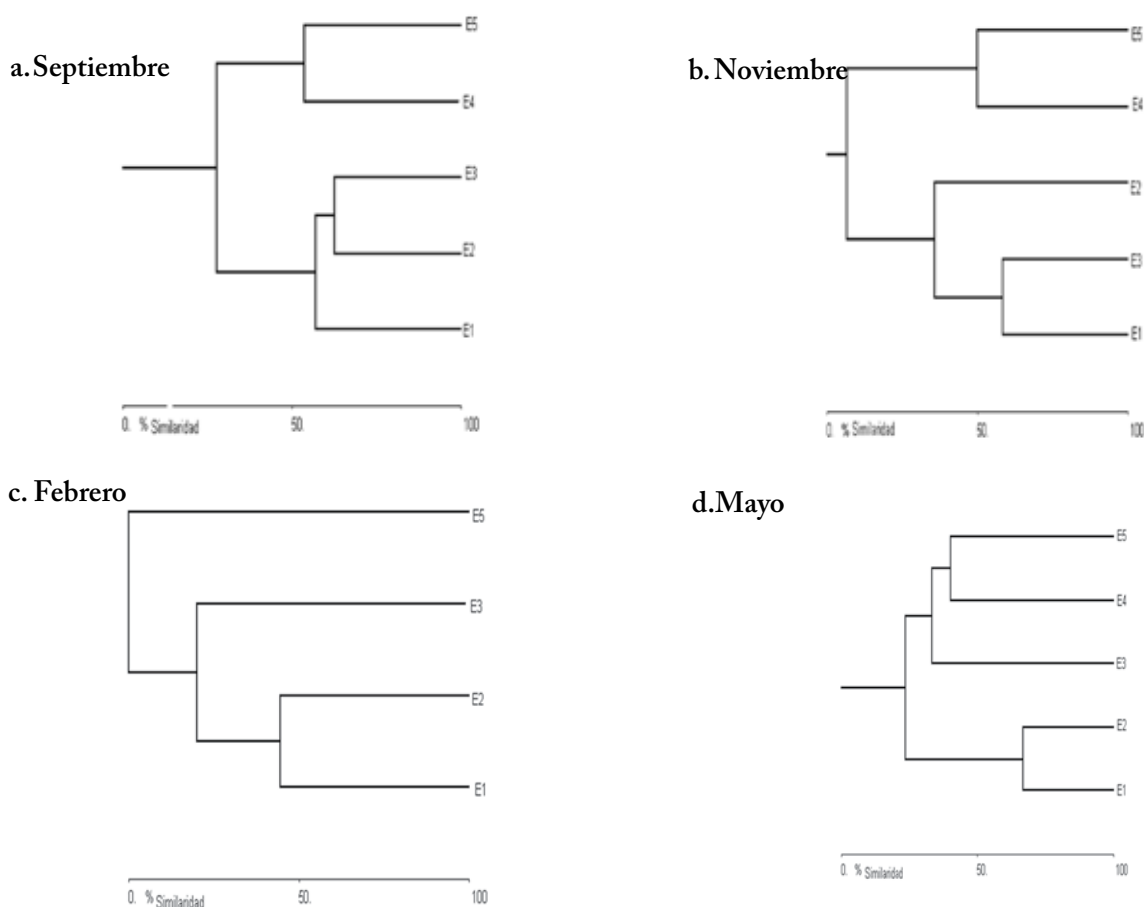 a. Septiembre
E5
E4
E3
E2
E1
0. % Similaridad 50. 100
b. Noviembre
E5
E4
E2
E3
E1
0. % Similaridad 50. 100
c. Febrero
E5
E3
E2
E1
0. % Similaridad 50. 100
d.Mayo
E5
E4
E3
E2
E1
0. % Similaridad 50. 100